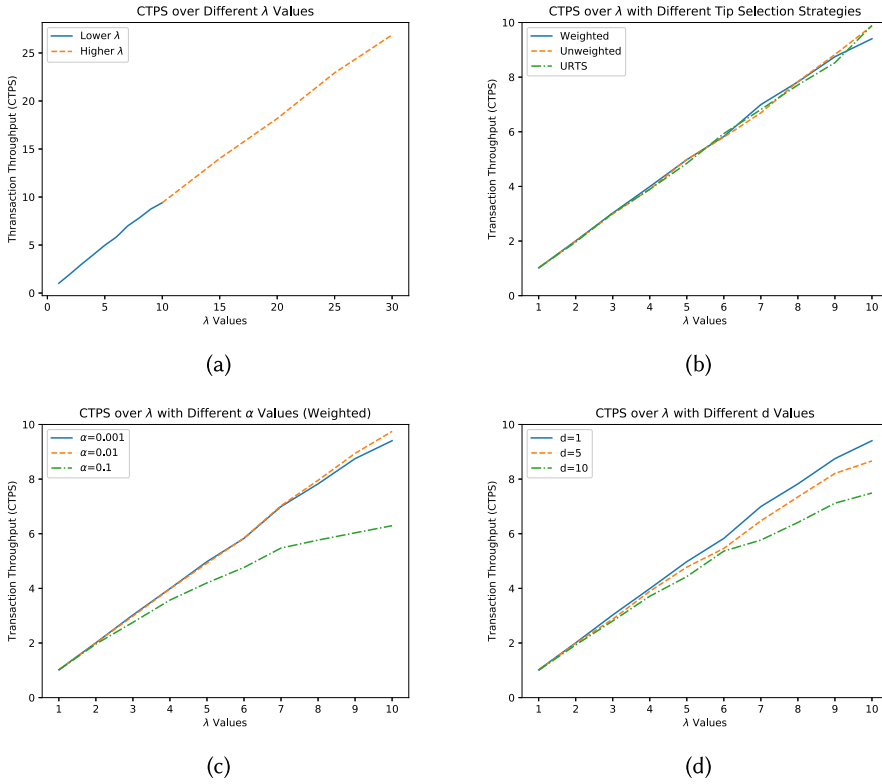 CTPS over Different λ Values
Lower λ
Higher λ
Thransaction Throughput (CTPS)
25
20
15
10
5
0
0 5 10 15 20 25 30
λ Values
(a)
CTPS over λ with Different Tip Selection Strategies
Weighted
Unweighted
URTS
Transaction Throughput (CTPS)
10
8
6
4
2
0
1 2 3 4 5 6 7 8 9 10
λ Values
(b)
CTPS over λ with Different α Values (Weighted)
α=0.001
α=0.01
α=0.1
Transaction Throughput (CTPS)
10
8
6
4
2
0
1 2 3 4 5 6 7 8 9 10
λ Values
(c)
CTPS over λ with Different d Values
d=1
d=5
d=10
Transaction Throughput (CTPS)
10
8
6
4
2
0
1 2 3 4 5 6 7 8 9 10
λ Values
(d)